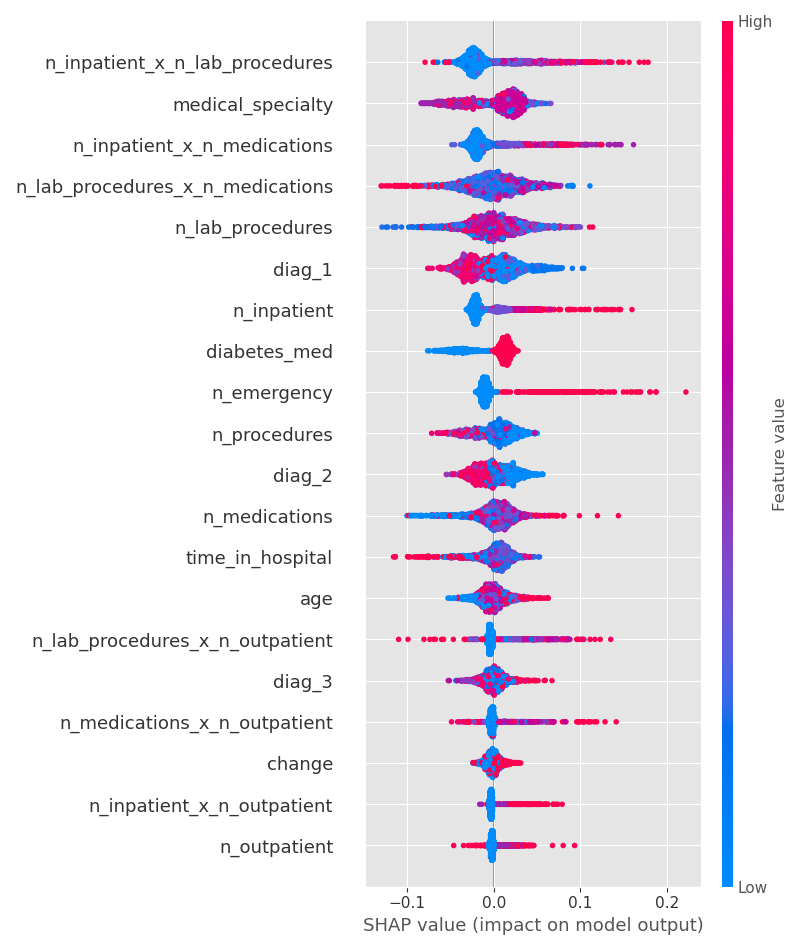 High
n_inpatient_x_n_lab_procedures
medical_specialty
n_inpatient_x_n_medications
n_lab_procedures_x_n_medications
n_lab_procedures
diag_1
n_inpatient
diabetes_med
n_emergency
n_procedures
diag_2
n_medications
time_in_hospital
age
n_lab_procedures_x_n_outpatient
diag_3
n_medications_x_n_outpatient
change
n_inpatient_x_n_outpatient
n_outpatient
Feature value
Low
−0.1 0.0 0.1 0.2
SHAP value (impact on model output)